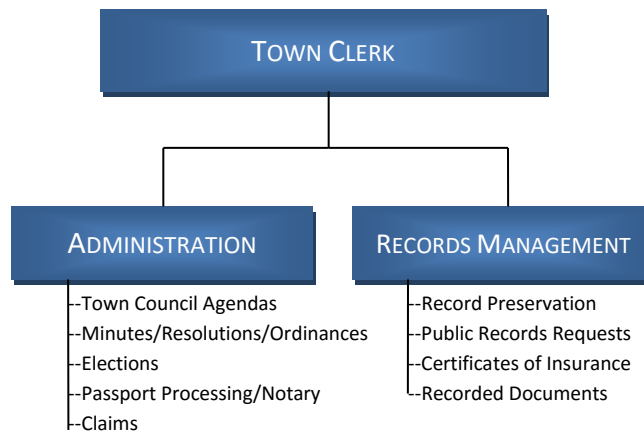 TOWN CLERK
ADMINISTRATION
--Town Council Agendas
--Minutes/Resolutions/Ordinances
--Elections
--Passport Processing/Notary
--Claims
RECORDS MANAGEMENT
--Record Preservation
--Public Records Requests
--Certificates of Insurance
--Recorded Documents